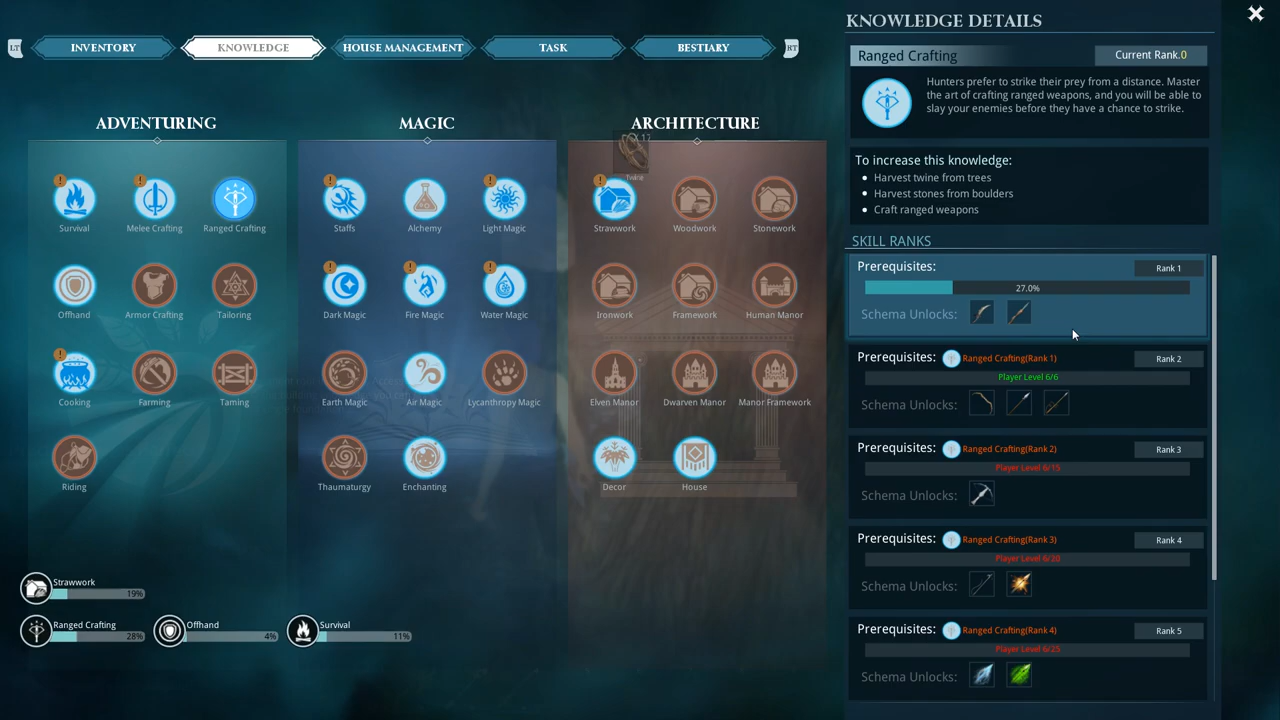 KNOWLEDGE DETAILS
LT
INVENTORY
KNOWLEDGE
HOUSE MANAGEMENT
TASK
BESTIARY
RT
Ranged Crafting
Current Rank.0
Hunters prefer to strike their prey from a distance. Master
the art of crafting ranged weapons, and you will be able to
slay your enemies before they have a chance to strike.
ADVENTURING
MAGIC
ARCHITECTURE
Twine
To increase this knowledge:
Harvest twine from trees
Harvest stones from boulders
Craft ranged weapons
Survival
Melee Crafting
Ranged Crafting
Staffs
Alchemy
Light Magic
Strawwork
Woodwork
Stonework
SKILL RANKS
Prerequisites:
Rank 1
27.0%
Schema Unlocks:
Offhand
Armor Crafting
Tailoring
Dark Magic
Fire Magic
Water Magic
Ironwork
Framework
Human Manor
Prerequisites:
Ranged Crafting(Rank 1)
Rank 2
Player Level 6/6
Schema Unlocks:
Cooking
Farming
Taming
Earth Magic
Air Magic
Lycanthropy Magic
Elven Manor
Dwarven Manor
Manor Framework
Prerequisites:
Ranged Crafting(Rank 2)
Rank 3
Player Level 6/15
Schema Unlocks:
Riding
Thaumaturgy
Enchanting
Decor
House
Prerequisites:
Ranged Crafting(Rank 3)
Rank 4
Player Level 6/20
Schema Unlocks:
Strawwork
19%
Ranged Crafting
28%
Offhand
4%
Survival
11%
Prerequisites:
Ranged Crafting(Rank 4)
Rank 5
Player Level 6/25
Schema Unlocks: